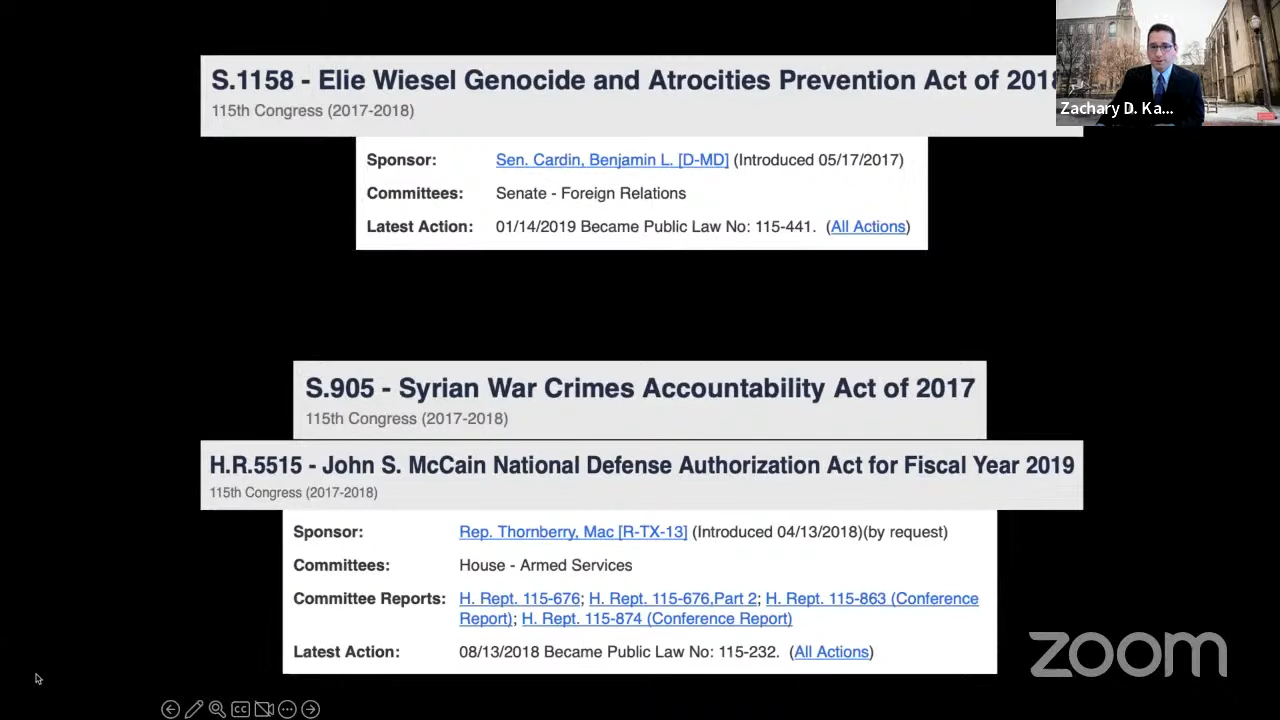 S.1158 - Elie Wiesel Genocide and Atrocities Prevention Act of 2018
115th Congress (2017-2018)
Zachary D. Ka...
Sponsor: Sen. Cardin, Benjamin L. [D-MD] (Introduced 05/17/2017)
Committees: Senate - Foreign Relations
Latest Action: 01/14/2019 Became Public Law No: 115-441. (All Actions)
S.905 - Syrian War Crimes Accountability Act of 2017
115th Congress (2017-2018)
H.R.5515 - John S. McCain National Defense Authorization Act for Fiscal Year 2019
115th Congress (2017-2018)
Sponsor: Rep. Thornberry, Mac [R-TX-13] (Introduced 04/13/2018)(by request)
Committees: House - Armed Services
Committee Reports: H. Rept. 115-676; H. Rept. 115-676,Part 2; H. Rept. 115-863 (Conference
Report); H. Rept. 115-874 (Conference Report)
Latest Action: 08/13/2018 Became Public Law No: 115-232. (All Actions)
zoom
CC